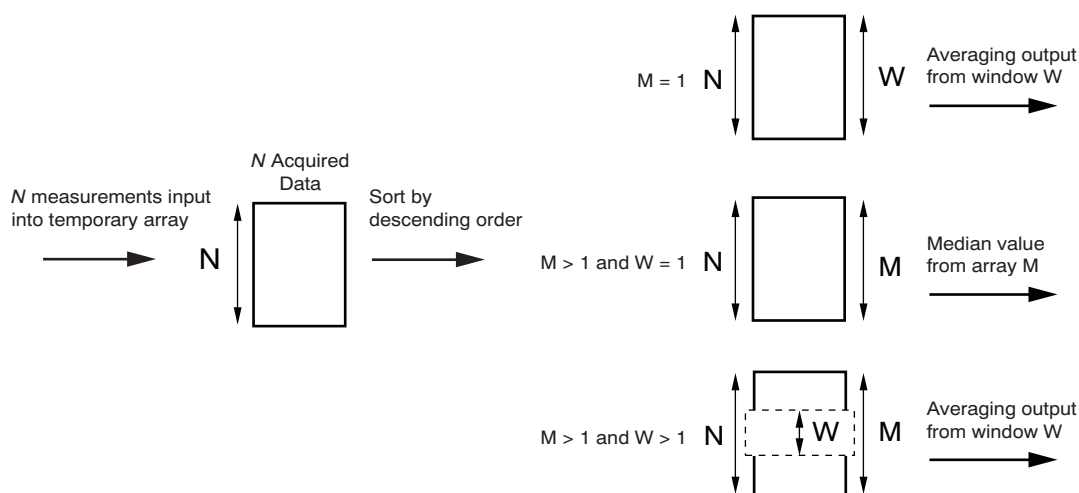 N measurements input
into temporary array
N
N Acquired
Data
Sort by
descending order
M = 1
N
W
Averaging output
from window W
M > 1 and W = 1
N
M
Median value
from array M
M > 1 and W > 1
N
W
M
Averaging output
from window W